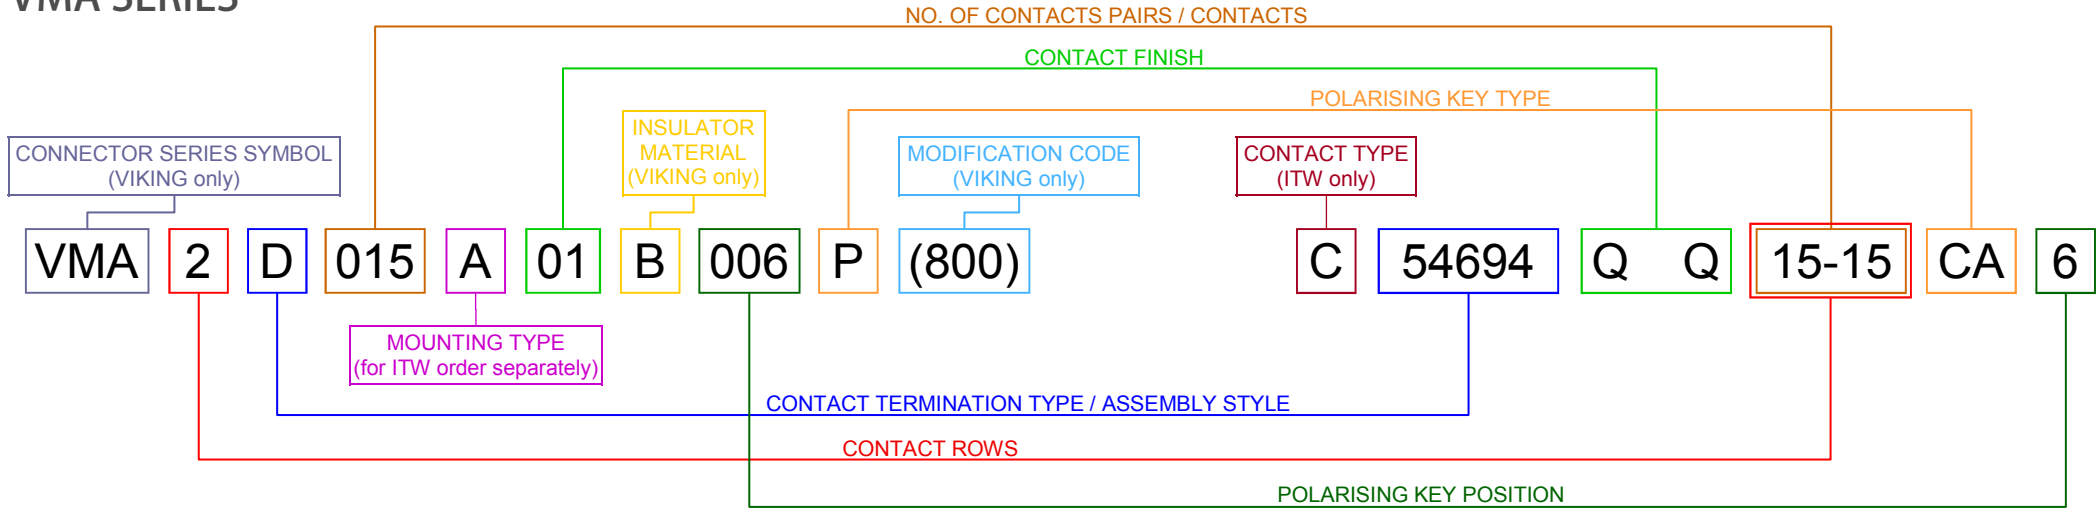 VMA SERIES
NO. OF CONTACTS PAIRS / CONTACTS
CONTACT FINISH
POLARISING KEY TYPE
CONNECTOR SERIES SYMBOL
(VIKING only)
INSULATOR
MATERIAL
(VIKING only)
MODIFICATION CODE
(VIKING only)
CONTACT TYPE
(ITW only)
VMA 2 D 015 A 01 B 006 P (800) C 54694 Q Q 15-15 CA 6
MOUNTING TYPE
(for ITW order separately)
CONTACT TERMINATION TYPE / ASSEMBLY STYLE
CONTACT ROWS
POLARISING KEY POSITION